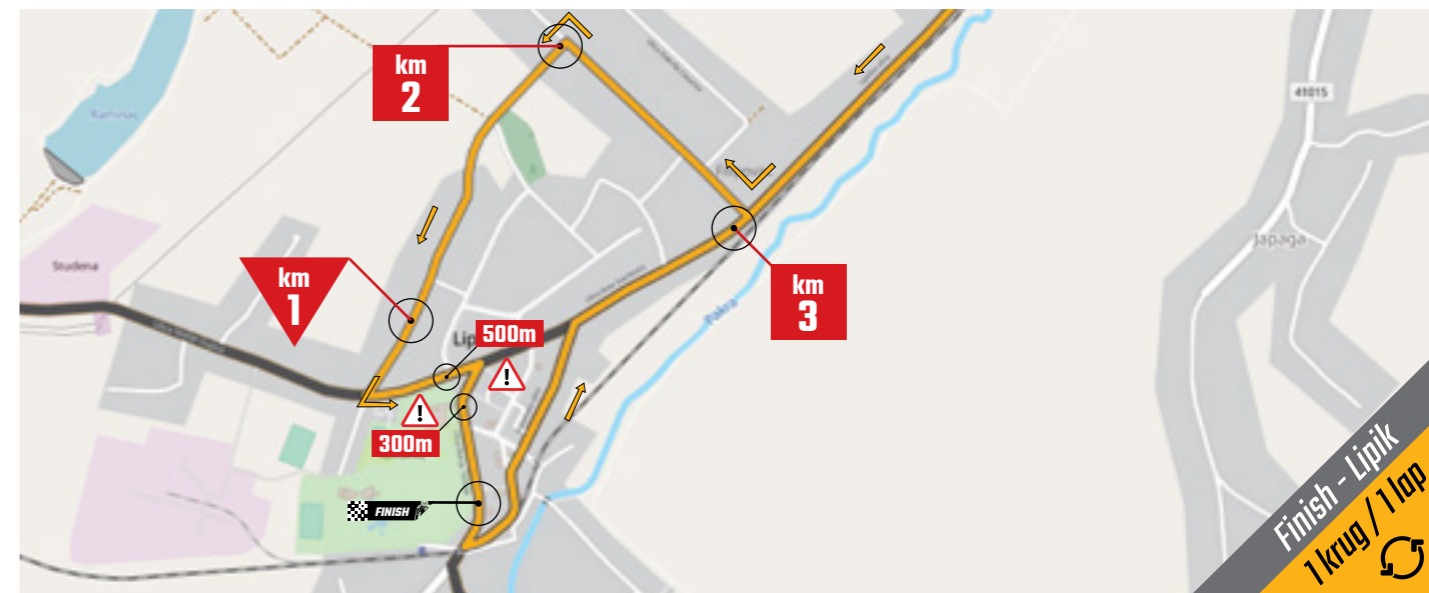 km
2
41015
Japaga
Studena
km
1
km
3
Pakra
500m
!
!
300m
FINISH
Finish - Lipik
1 krug / 1 lap